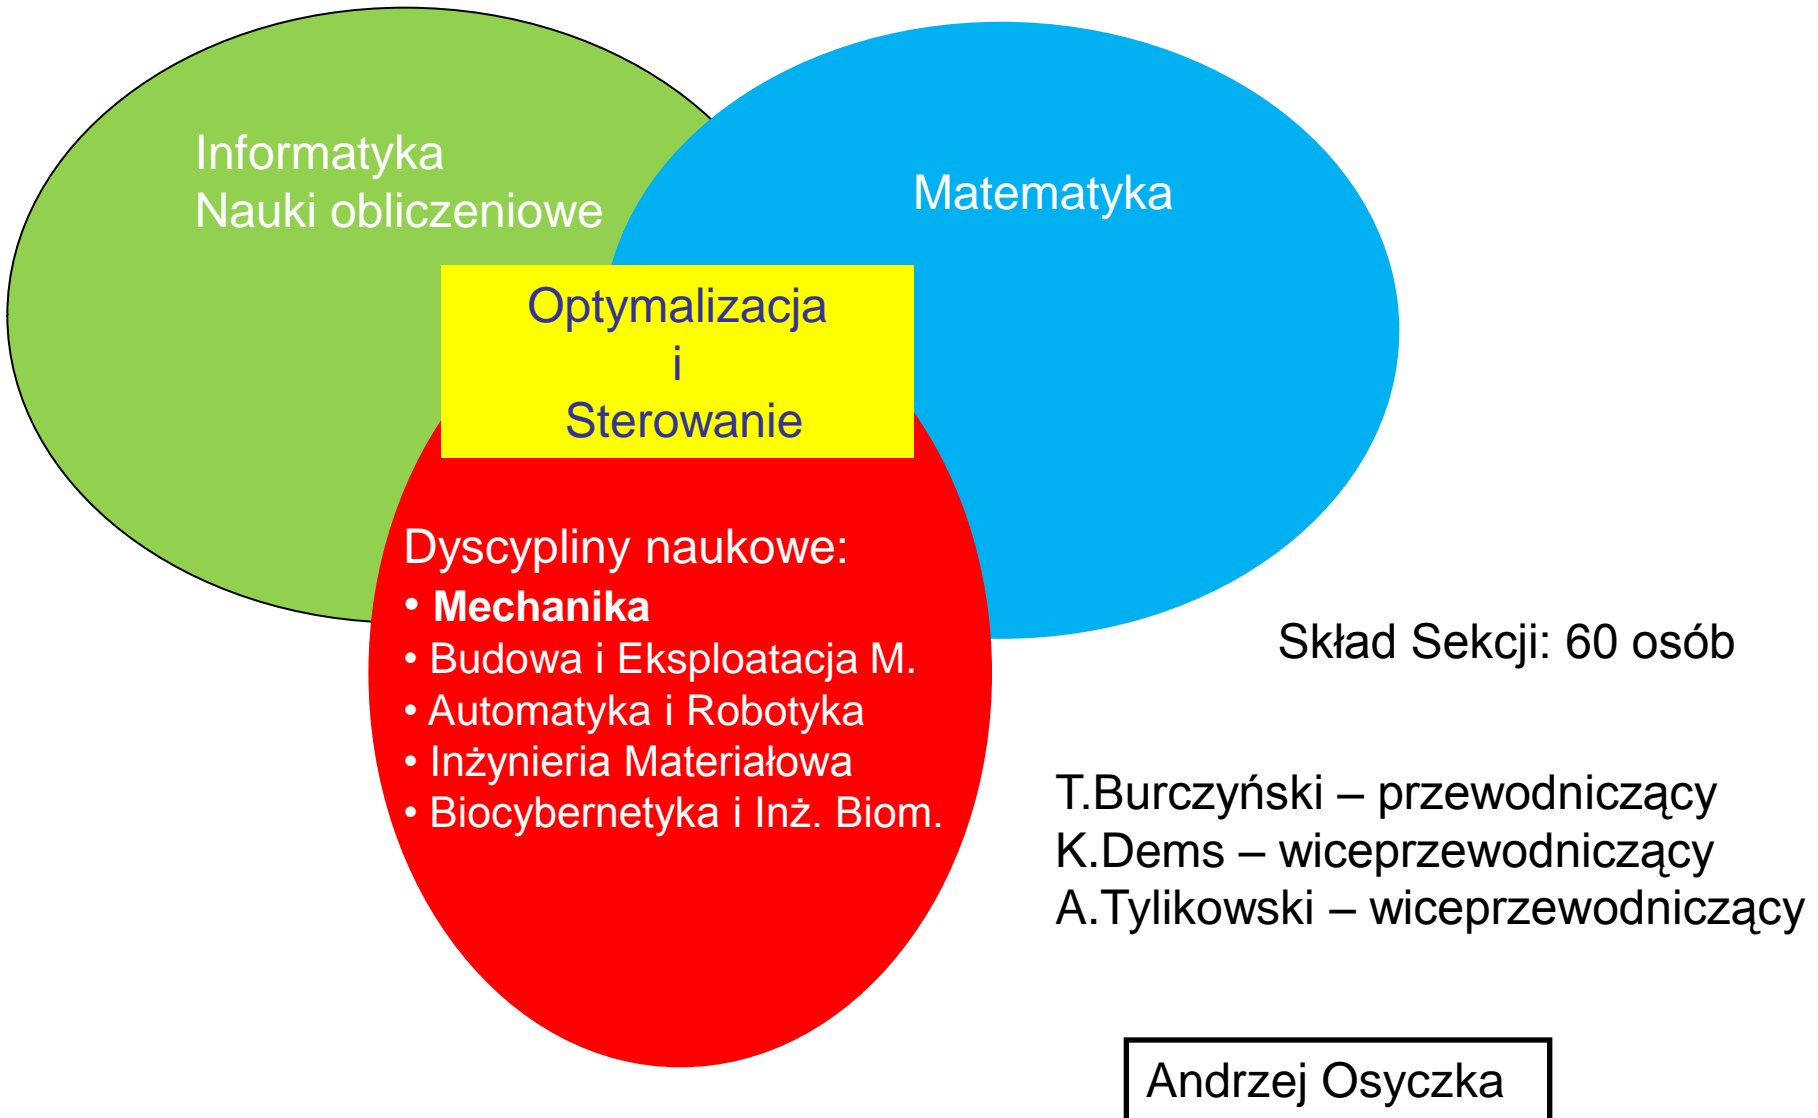 Informatyka
Nauki obliczeniowe
Matematyka
Optymalizacja
i
Sterowanie
Dyscypliny naukowe:
• Mechanika
• Budowa i Eksploatacja M.
• Automatyka i Robotyka
• Inżynieria Materiałowa
• Biocybernetyka i Inż. Biom.
Skład Sekcji: 60 osób
T.Burczyński – przewodniczący
K.Dems – wiceprzewodniczący
A.Tylikowski – wiceprzewodniczący
Andrzej Osyczka